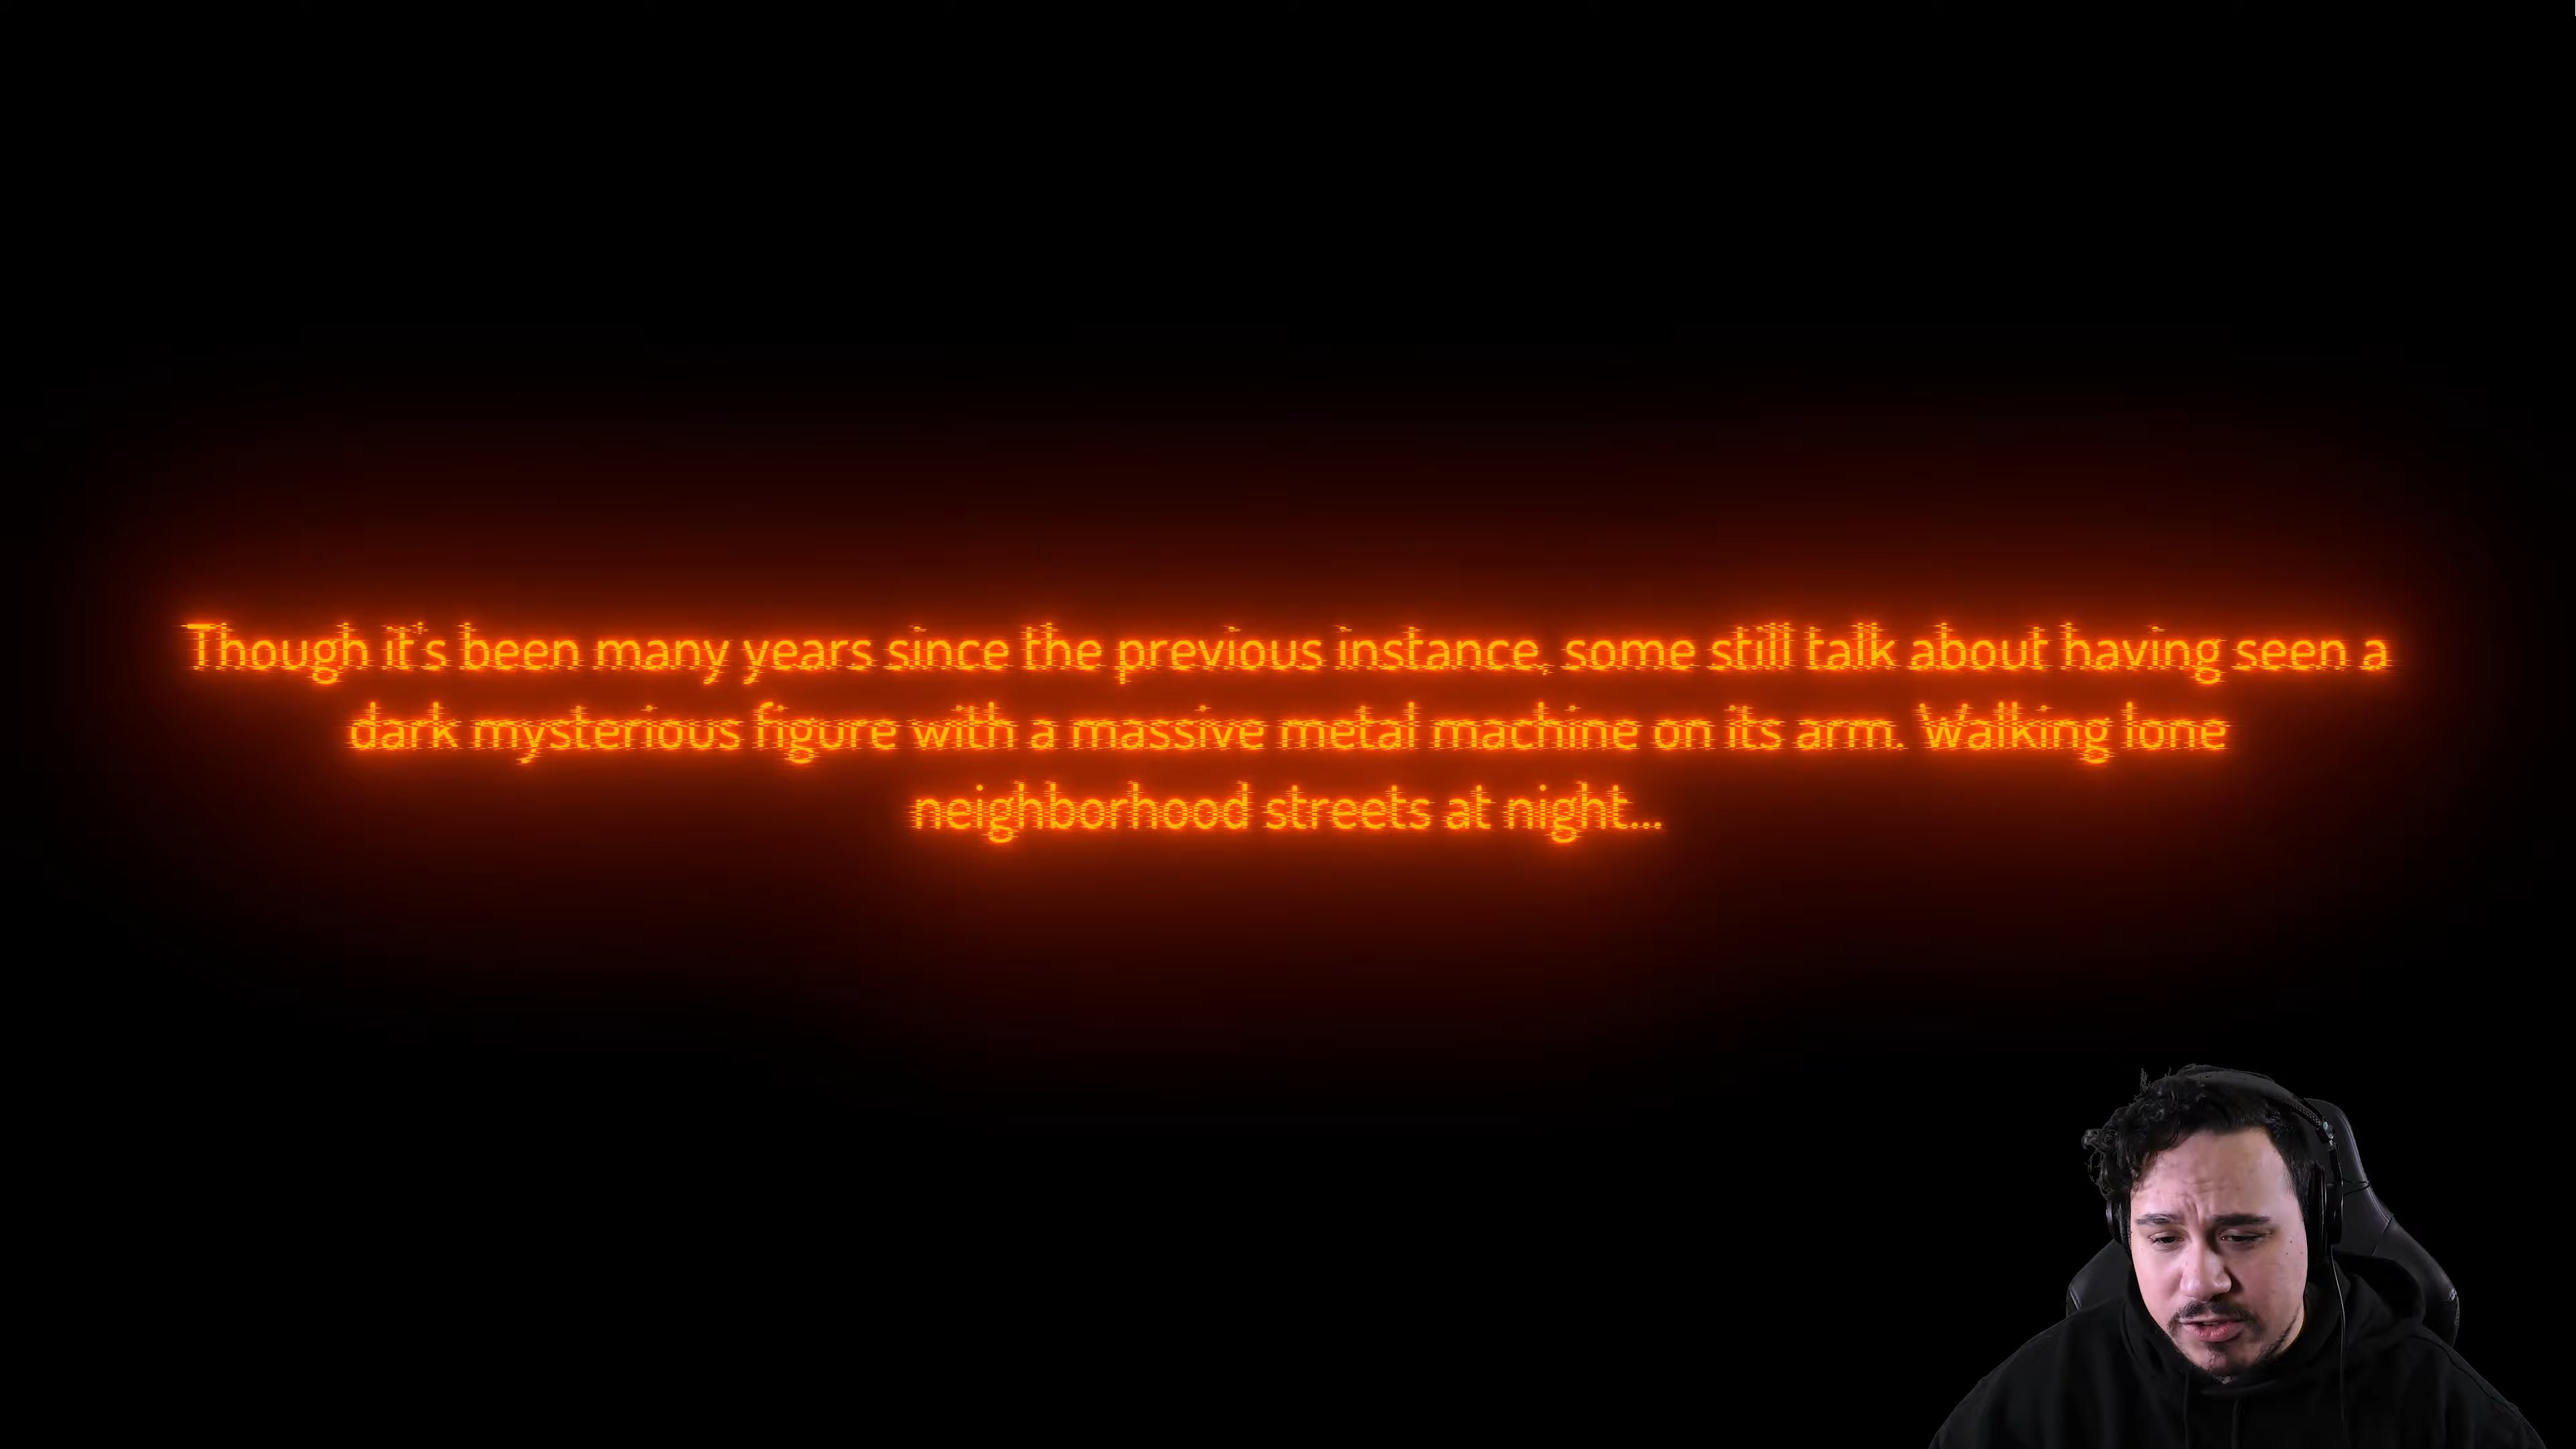 Though it's been many years since the previous instance, some still talk about having seen a
dark mysterious figure with a massive metal machine on its arm. Walking lone
neighborhood streets at night...